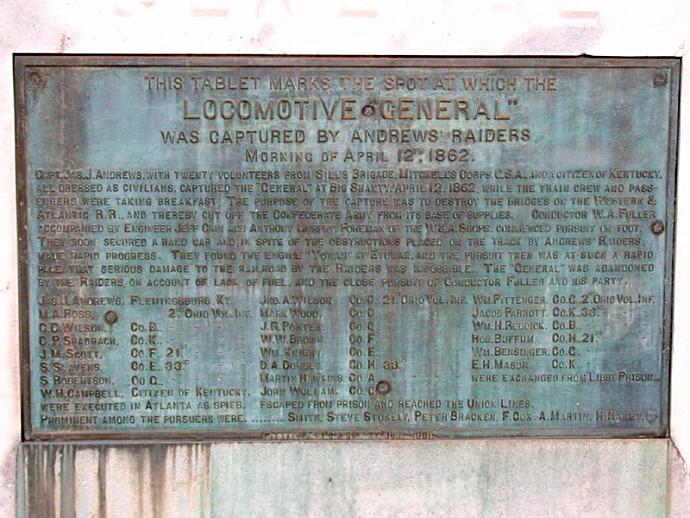 THIS TABLET MARKS THE SPOT AT WHICH THE
LOCOMOTIVE "GENERAL"
WAS CAPTURED BY ANDREWS' RAIDERS
MORNING OF APRIL 12TH, 1862.
CAPT. JAS. J. ANDREWS, WITH TWENTY VOLUNTEERS FROM SILL'S BRIGADE, MITCHELL'S CORPS, U.S.A., AND A CITIZEN OF KENTUCKY,
ALL DRESSED AS CIVILIANS, CAPTURED THE "GENERAL" AT BIG SHANTY, APRIL 12, 1862, WHILE THE TRAIN CREW AND PASS-
ENGERS WERE TAKING BREAKFAST. THE PURPOSE OF THE CAPTURE WAS TO DESTROY THE BRIDGES ON THE WESTERN &
ATLANTIC R.R., AND THEREBY CUT OFF THE CONFEDERATE ARMY FROM ITS BASE OF SUPPLIES. CONDUCTOR W.A. FULLER
ACCOMPANIED BY ENGINEER JEFF CAIN AND ANTHONY MURPHY FOREMAN OF THE W.&A. SHOPS, COMMENCED PURSUIT ON FOOT.
THEY SOON SECURED A HAND CAR AND IN SPITE OF THE OBSTRUCTIONS PLACED ON THE TRACK BY ANDREWS' RAIDERS,
MADE RAPID PROGRESS. THEY FOUND THE ENGINE "YONAH" AT ETOWAH, AND THE PURSUIT THEN WAS AT SUCH A RAPID
RATE THAT SERIOUS DAMAGE TO THE RAILROAD BY THE RAIDERS WAS IMPOSSIBLE. THE "GENERAL" WAS ABANDONED
BY THE RAIDERS, ON ACCOUNT OF LACK OF FUEL, AND THE CLOSE PURSUIT OF CONDUCTOR FULLER AND HIS PARTY.
JAS. J. ANDREWS, FLEMINGSBURG, KY. JNO. A. WILSON CO. C. 21. OHIO VOL. INF. WM. PITTENGER, CO. G. 2. OHIO VOL. INF.
M.A. ROSS, 2. OHIO VOL. INF. MARK WOOD, CO. C. JACOB PARROTT, CO. K. 33.
C.C. WILSON, CO. B. J.R. PORTER, CO. WM. H. REDDICK, CO. B.
C.P. SHADRACH, CO. K. W.W. BROWN, CO. F. ROB. BUFFUM CO. H. 21.ST
J.M. SCOTT, CO. F. 21.ST WM. KNIGHT, CO. E. WM. BENSINGER, CO. G.
S. SLAVENS, CO. E. 33.RD D.A. DORSEY CO. H. 33. E.H. MASON, CO. K.
S. ROBERTSON, CO. G. MARTIN HAWKINS, CO. A WERE EXCHANGED FROM LIBBY PRISON.
W.H. CAMPBELL, CITIZEN OF KENTUCKY. JOHN WOLLAM, CO. C
WERE EXECUTED IN ATLANTA AS SPIES. ESCAPED FROM PRISON AND REACHED THE UNION LINES.
PROMINENT AMONG THE PURSUERS WERE SMITH, STEVE STOKELY, PETER BRACKEN, F. COX, A. MARTIN, H. HANEY.